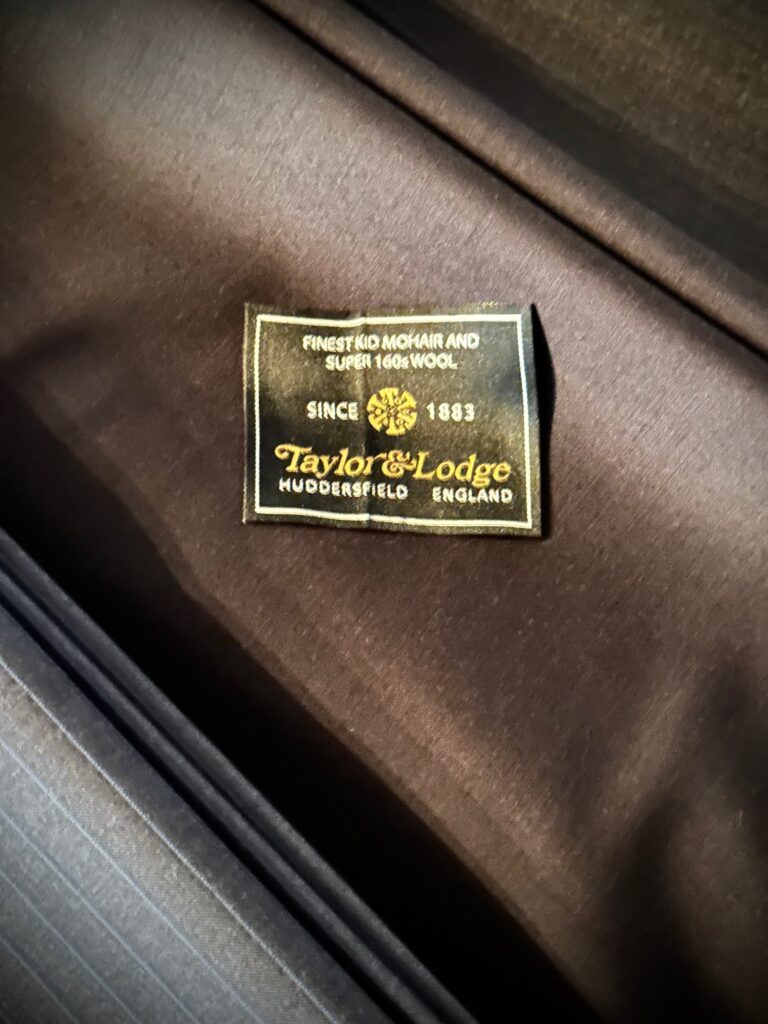 FINEST KID MOHAIR AND
SUPER 160s WOOL
SINCE 1883
Taylor & Lodge
HUDDERSFIELD ENGLAND